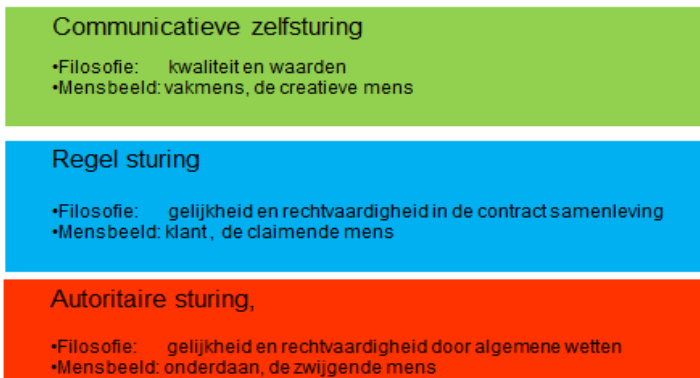 Communicatieve zelfsturing
•Filosofie: kwaliteit en waarden
•Mensbeeld: vakmens, de creatieve mens
Regel sturing
•Filosofie: gelijkheid en rechtvaardigheid in de contract samenleving
•Mensbeeld: klant , de claimende mens
Autoritaire sturing,
•Filosofie: gelijkheid en rechtvaardigheid door algemene wetten
•Mensbeeld: onderdaan, de zwijgende mens